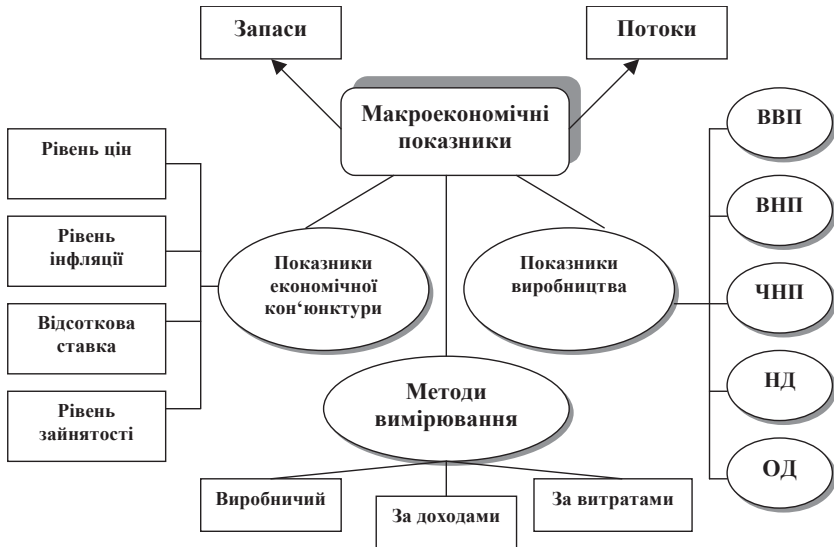 Запаси
Потоки
Макроекономічні
показники
Рівень цін
Рівень
інфляції
Відсоткова
ставка
Рівень
зайнятості
Показники
економічної
кон‘юнктури
Показники
виробництва
ВВП
ВНП
ЧНП
НД
ОД
Методи
вимірювання
Виробничий
За доходами
За витратами